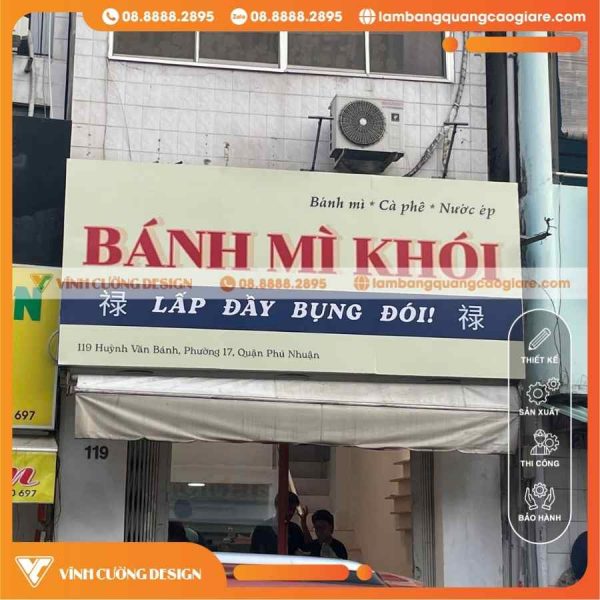 08.8888.2895 Zalo 08.8888.2895 lambangquangcaogiare.com
Bánh mì * Cà phê * Nước ép
BÁNH MÌ KHÓI
VĨNH CƯỜNG DESIGN 08.8888.2895 lambangquangcaogiare.com
禄 LẤP ĐẦY BỤNG ĐÓI! 禄
119 Huỳnh Văn Bánh, Phường 17, Quận Phú Nhuận
N
697
119
n
0 697
THIẾT KẾ
SẢN XUẤT
THI CÔNG
BẢO HÀNH
VĨNH CƯỜNG DESIGN